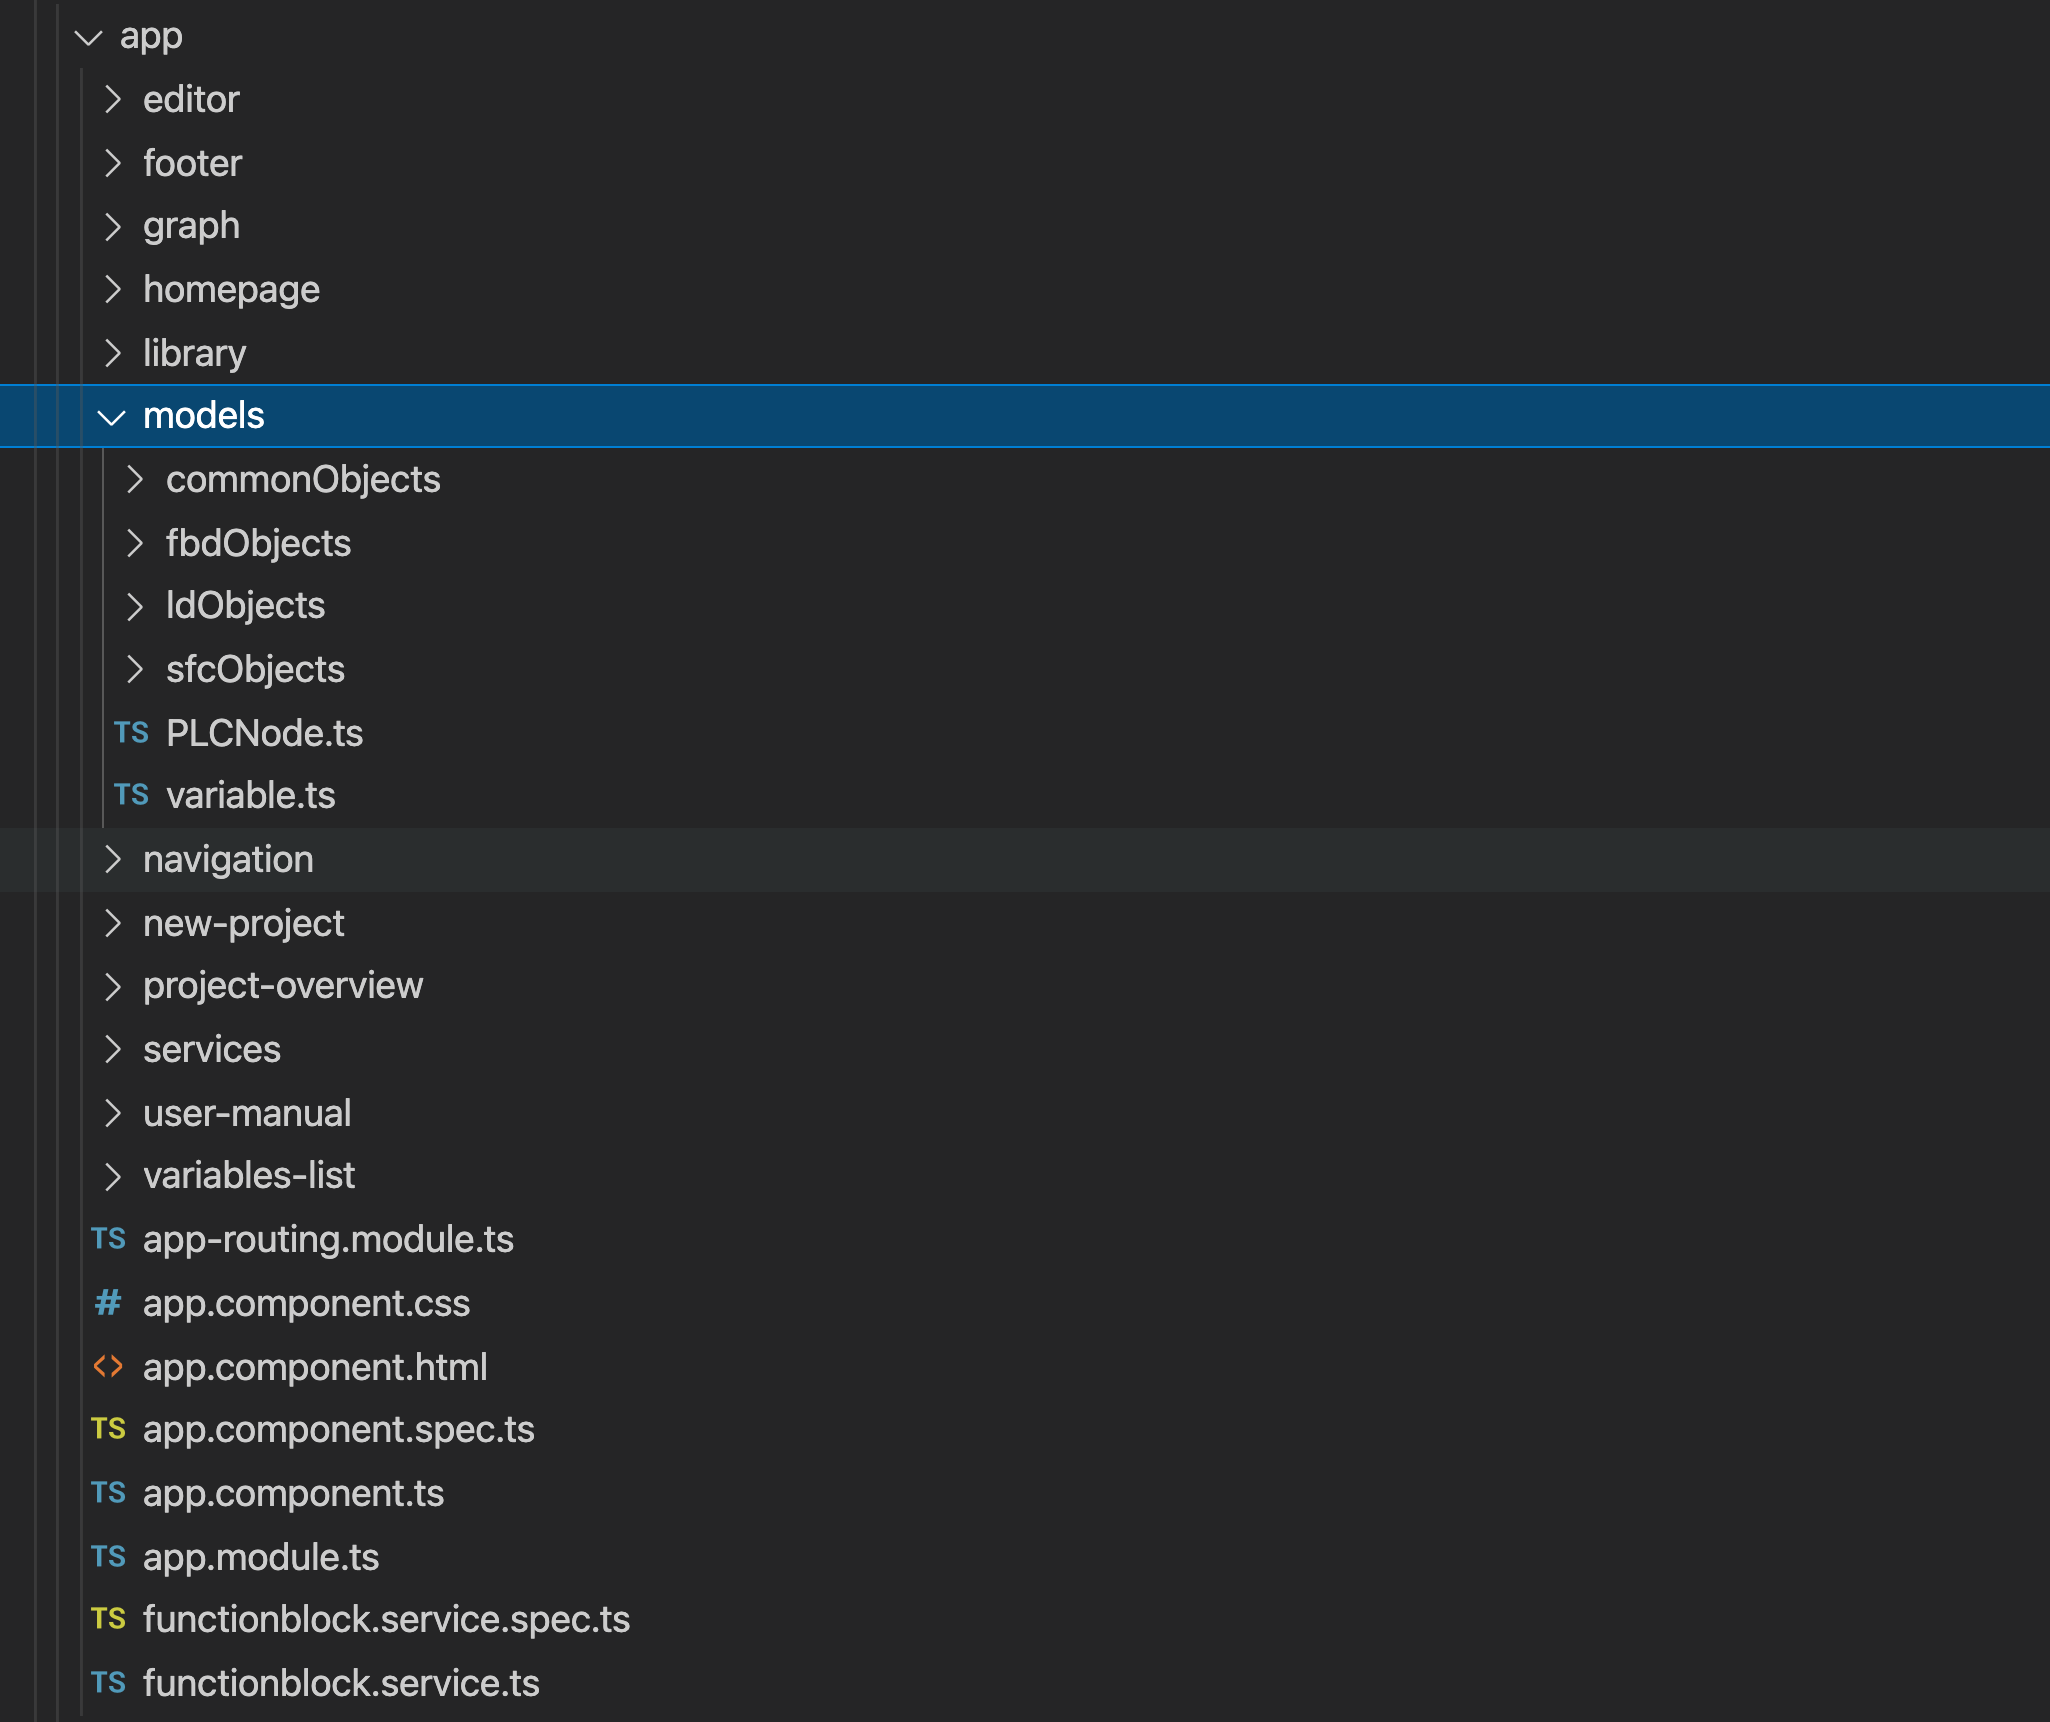 app
editor
footer
graph
homepage
library
models
commonObjects
fbdObjects
ldObjects
sfcObjects
TS PLCNode.ts
TS variable.ts
navigation
new-project
project-overview
services
user-manual
variables-list
TS app-routing.module.ts
# app.component.css
<> app.component.html
TS app.component.spec.ts
TS app.component.ts
TS app.module.ts
TS functionblock.service.spec.ts
TS functionblock.service.ts